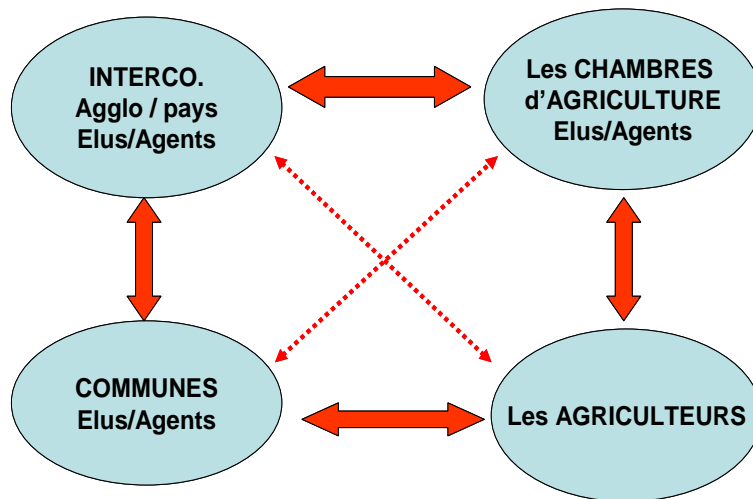 INTERCO.
Agglo / pays
Elus/Agents
Les CHAMBRES
d'AGRICULTURE
Elus/Agents
COMMUNES
Elus/Agents
Les AGRICULTEURS